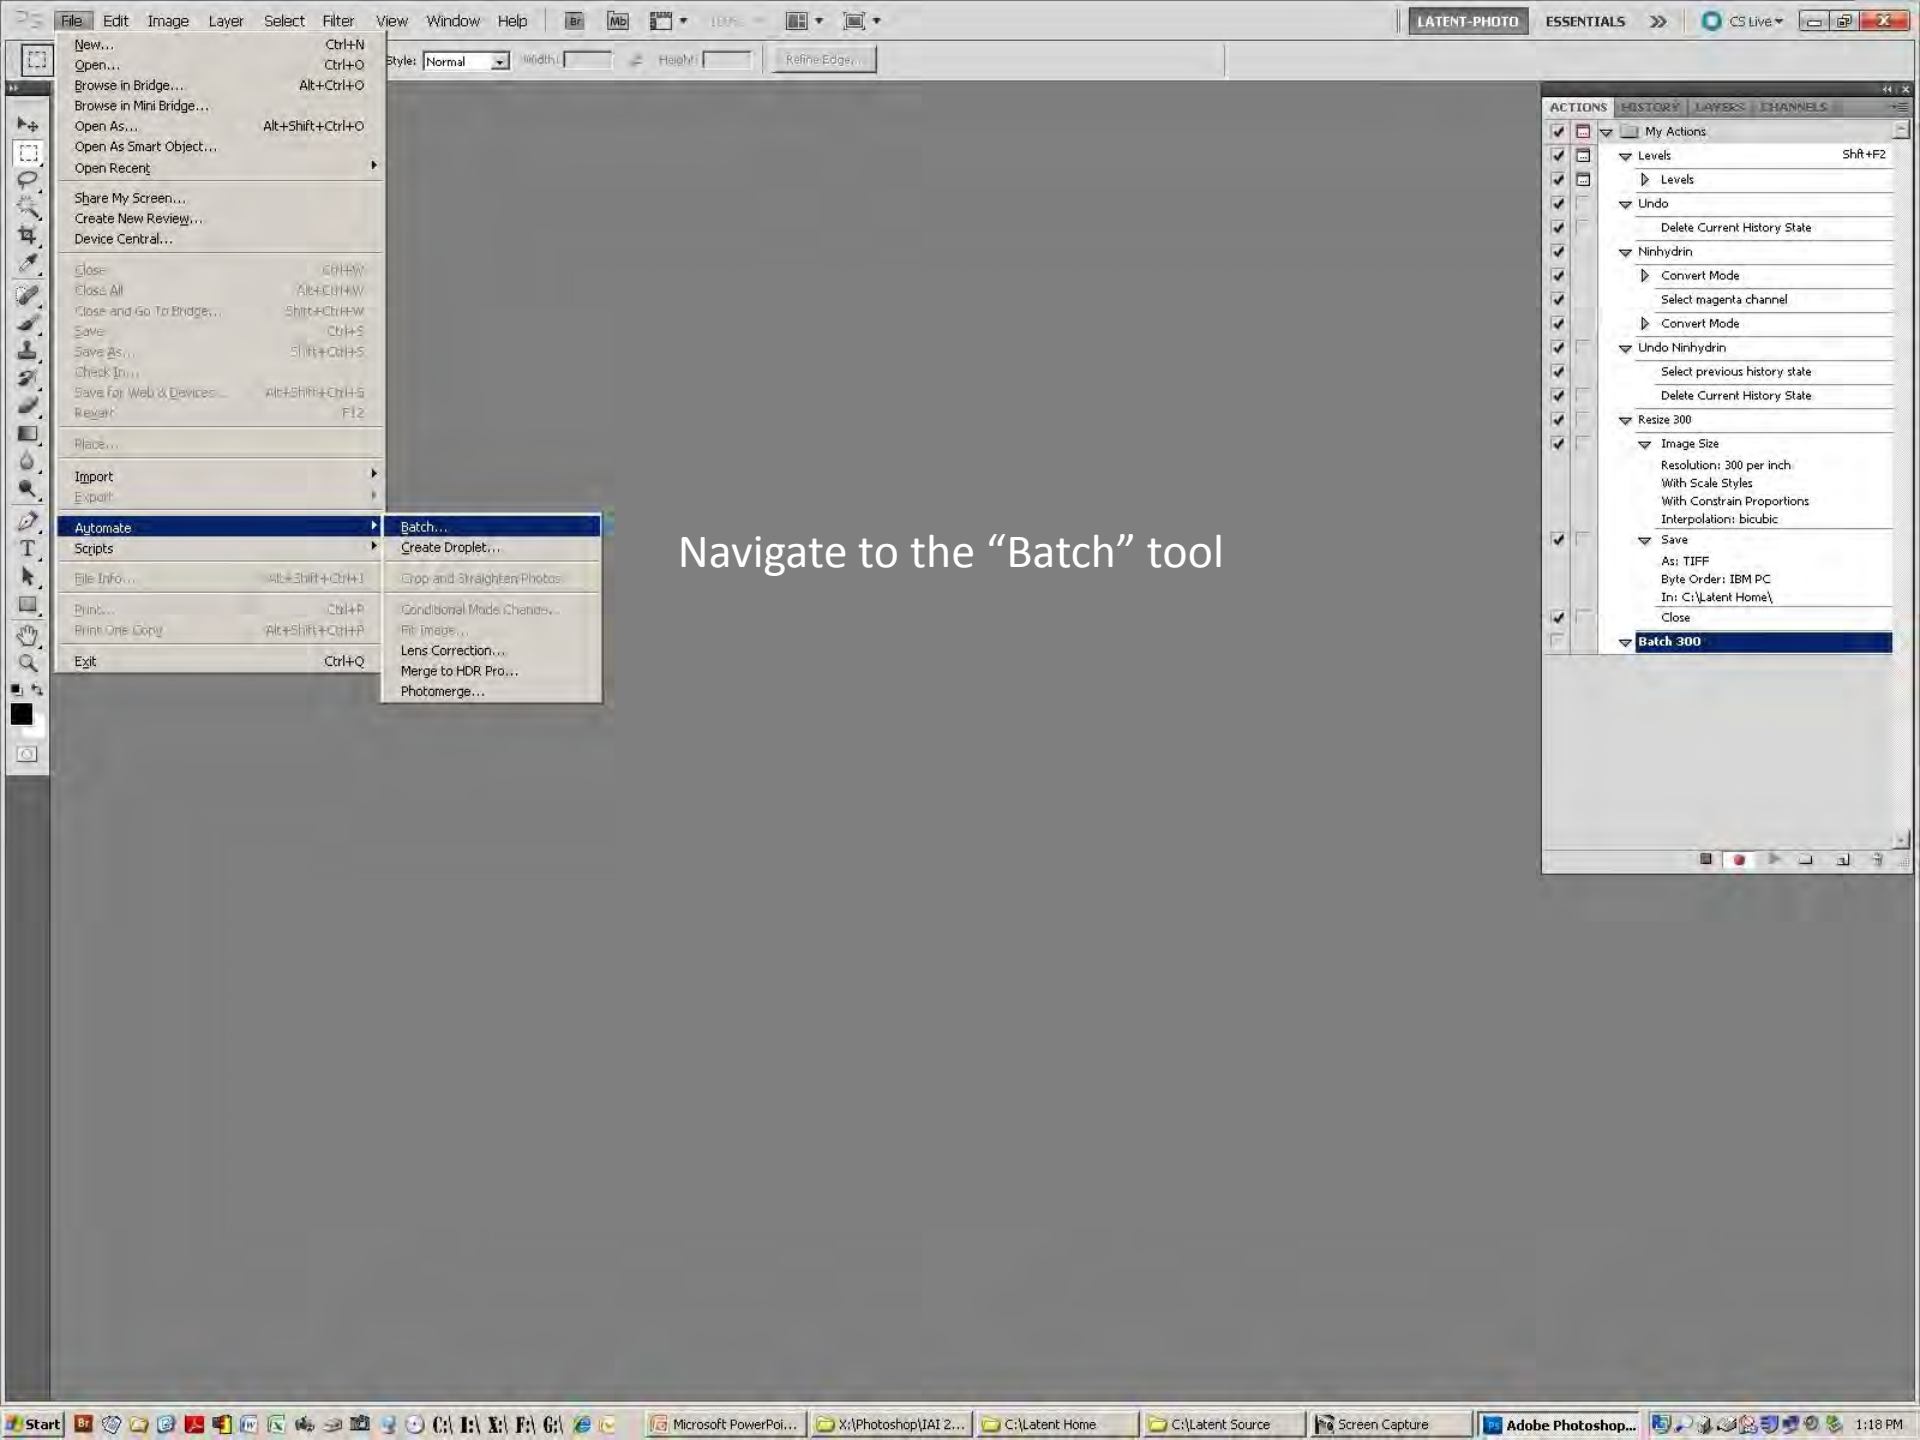 File Edit Image Layer Select Filter View Window Help Br Mb 100% LATENT-PHOTO ESSENTIALS CS Live
Style: Normal Width: Height: Refine Edge...
New... Ctrl+N
Open... Ctrl+O
Browse in Bridge... Alt+Ctrl+O
Browse in Mini Bridge...
Open As... Alt+Shift+Ctrl+O
Open As Smart Object...
Open Recent
Share My Screen...
Create New Review...
Device Central...
Close Ctrl+W
Close All Alt+Ctrl+W
Close and Go To Bridge... Shift+Ctrl+W
Save Ctrl+S
Save As... Shift+Ctrl+S
Check In...
Save for Web & Devices... Alt+Shift+Ctrl+S
Revert F12
Place...
Import
Export
Automate
Scripts
File Info... Alt+Shift+Ctrl+I
Print... Ctrl+P
Print One Copy Alt+Shift+Ctrl+P
Exit Ctrl+Q
Batch...
Create Droplet...
Crop and Straighten Photos
Conditional Mode Change...
Fit Image...
Lens Correction...
Merge to HDR Pro...
Photomerge...
Navigate to the “Batch” tool
ACTIONS HISTORY LAYERS CHANNELS
My Actions
Levels Shft+F2
Levels
Undo
Delete Current History State
Ninhydrin
Convert Mode
Select magenta channel
Convert Mode
Undo Ninhydrin
Select previous history state
Delete Current History State
Resize 300
Image Size
Resolution: 300 per inch
With Scale Styles
With Constrain Proportions
Interpolation: bicubic
Save
As: TIFF
Byte Order: IBM PC
In: C:\Latent Home\
Close
Batch 300
Start Br C:\ I:\ X:\ F:\ G:\ Microsoft PowerPoi... X:\Photoshop\IAI 2... C:\Latent Home C:\Latent Source Screen Capture Adobe Photoshop... 1:18 PM